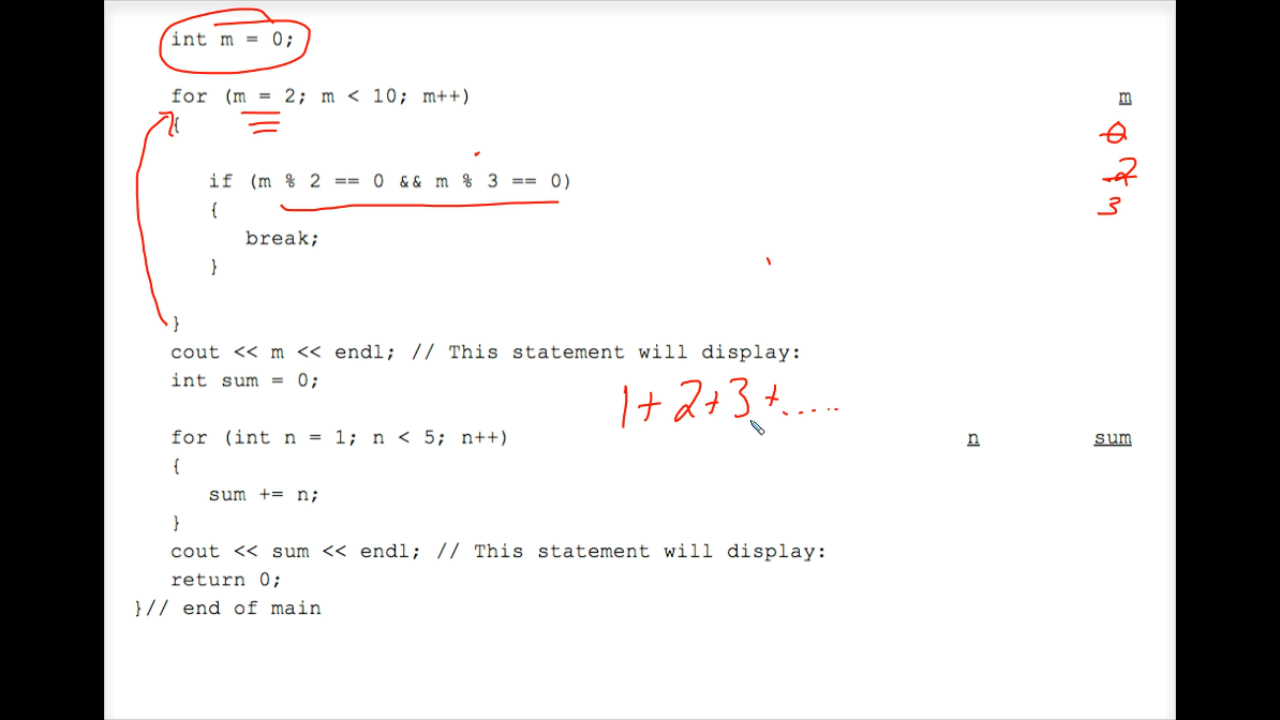 int m = 0;
for (m = 2; m < 10; m++) m
{ 0
if (m % 2 == 0 && m % 3 == 0) 2
{ 3
break;
}
}
cout << m << endl; // This statement will display:
int sum = 0;
1 + 2 + 3 + .....
for (int n = 1; n < 5; n++) n sum
{
sum += n;
}
cout << sum << endl; // This statement will display:
return 0;
}// end of main